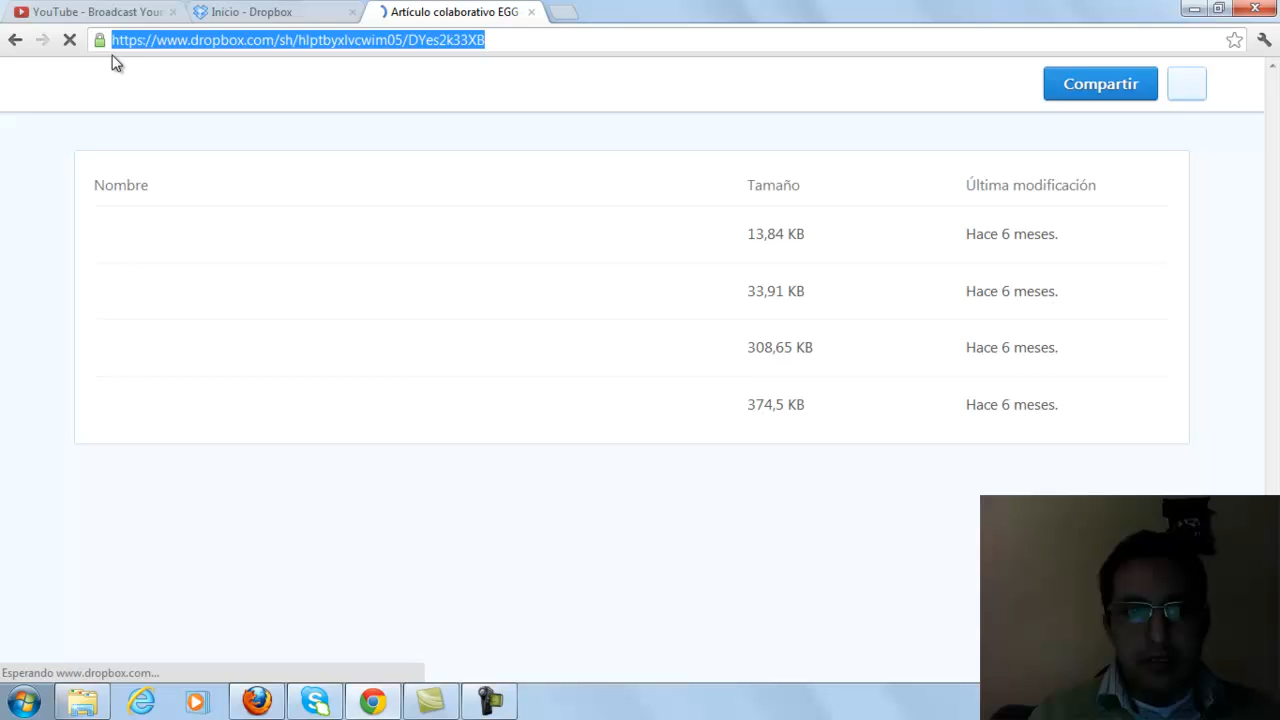 YouTube - Broadcast Your
Inicio - Dropbox
Artículo colaborativo EGG
https://www.dropbox.com/sh/hlptbyxlvcwim05/DYes2k33XB
Compartir
Nombre Tamaño Última modificación
13,84 KB Hace 6 meses.
33,91 KB Hace 6 meses.
308,65 KB Hace 6 meses.
374,5 KB Hace 6 meses.
Esperando www.dropbox.com...